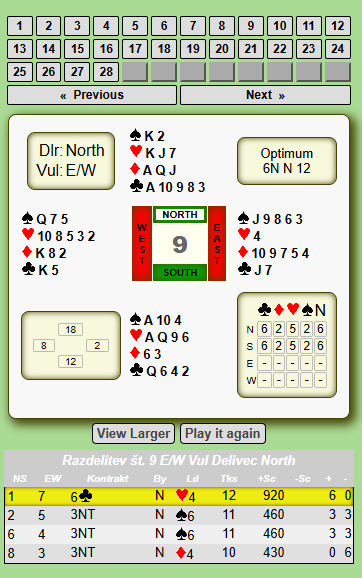 1 2 3 4 5 6 7 8 9 10 11 12
13 14 15 16 17 18 19 20 21 22 23 24
25 26 27 28
« Previous Next »
Dlr: North
Vul: E/W
♠ K 2
♥ K J 7
♦ A Q J
♣ A 10 9 8 3
Optimum
6N N 12
♠ Q 7 5
♥ 10 8 5 3 2
♦ K 8 2
♣ K 5
NORTH
WEST
9
EAST
SOUTH
♠ J 9 8 6 3
♥ 4
♦ 10 9 7 5 4
♣ J 7
18
8 2
12
♠ A 10 4
♥ A Q 9 6
♦ 6 3
♣ Q 6 4 2
♣ ♦ ♥ ♠ N
N 6 2 5 2 6
S 6 2 5 2 6
E - - - - -
W - - - - -
View Larger Play it again
Razdelitev št. 9 E/W Vul Delivec North
NS EW Kontrakt By Ld Tks +Sc -Sc + -
1 7 6♣ N ♥4 12 920 6 0
2 5 3NT N ♠6 11 460 3 3
6 4 3NT N ♠6 11 460 3 3
8 3 3NT N ♦4 10 430 0 6